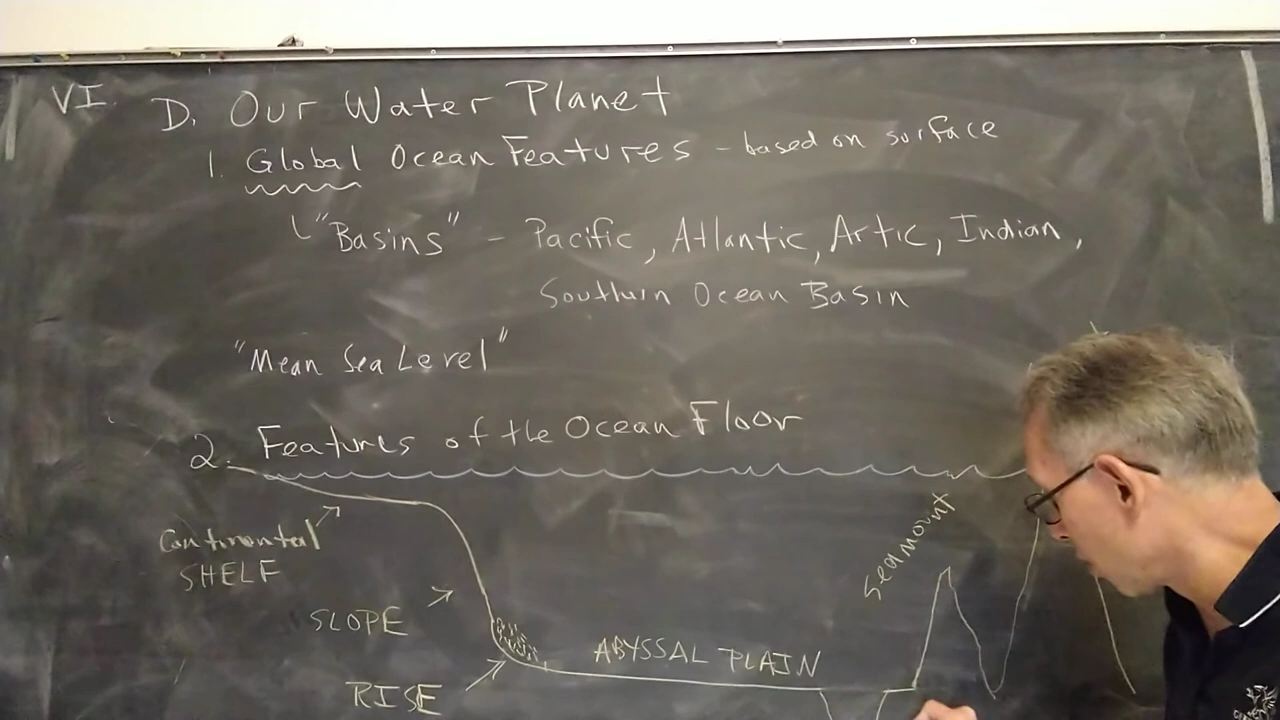 VI. D. Our Water Planet
1. Global Ocean Features - based on surface
"Basins" - Pacific, Atlantic, Artic, Indian,
Southern Ocean Basin
"Mean Sea Level"
2. Features of the Ocean Floor
Continental
SHELF
SLOPE
RISE
ABYSSAL PLAIN
Seamount